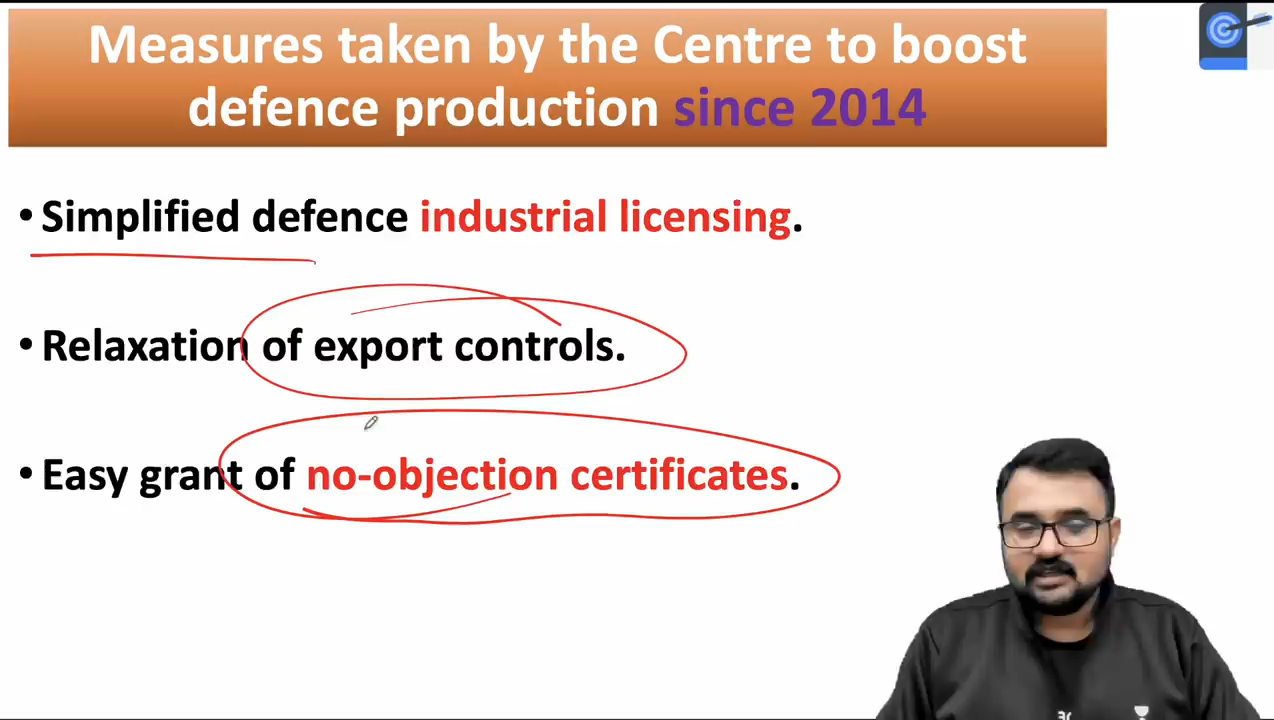 Measures taken by the Centre to boost
defence production since 2014
• Simplified defence industrial licensing.
• Relaxation of export controls.
• Easy grant of no-objection certificates.